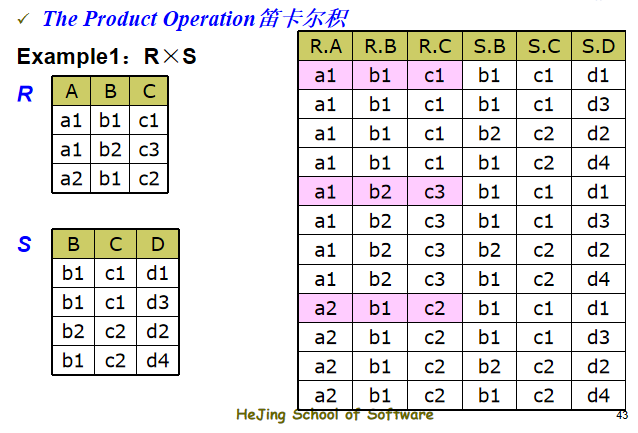 ✓ The Product Operation笛卡尔积
Example1：R×S
R
A B C
a1 b1 c1
a1 b2 c3
a2 b1 c2
S
B C D
b1 c1 d1
b1 c1 d3
b2 c2 d2
b1 c2 d4
R.A R.B R.C S.B S.C S.D
a1 b1 c1 b1 c1 d1
a1 b1 c1 b1 c1 d3
a1 b1 c1 b2 c2 d2
a1 b1 c1 b1 c2 d4
a1 b2 c3 b1 c1 d1
a1 b2 c3 b1 c1 d3
a1 b2 c3 b2 c2 d2
a1 b2 c3 b1 c2 d4
a2 b1 c2 b1 c1 d1
a2 b1 c2 b1 c1 d3
a2 b1 c2 b2 c2 d2
a2 b1 c2 b1 c2 d4
HeJing School of Software
43